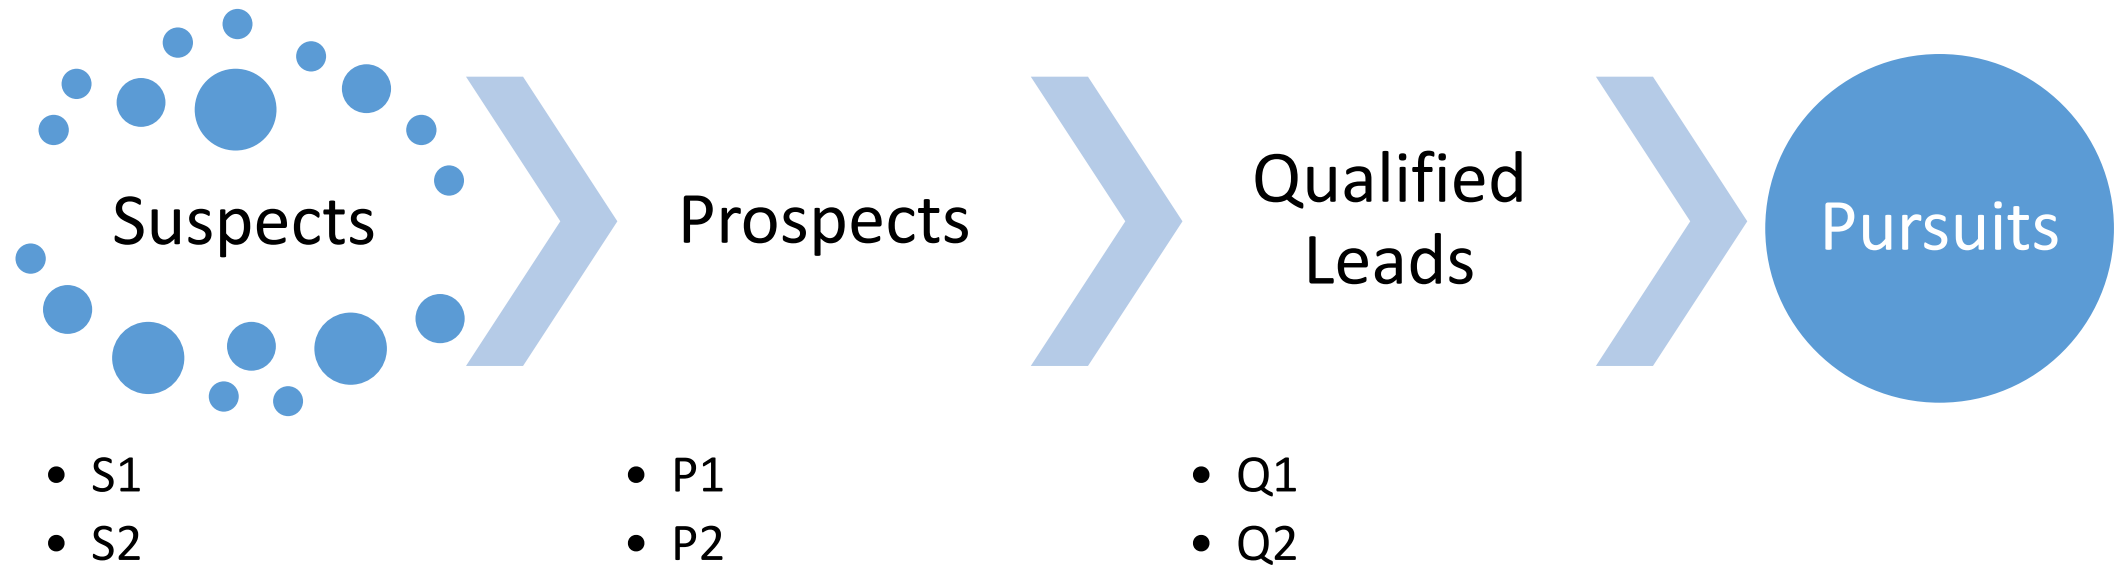 Suspects
• S1
• S2
Prospects
• P1
• P2
Qualified
Leads
• Q1
• Q2
Pursuits